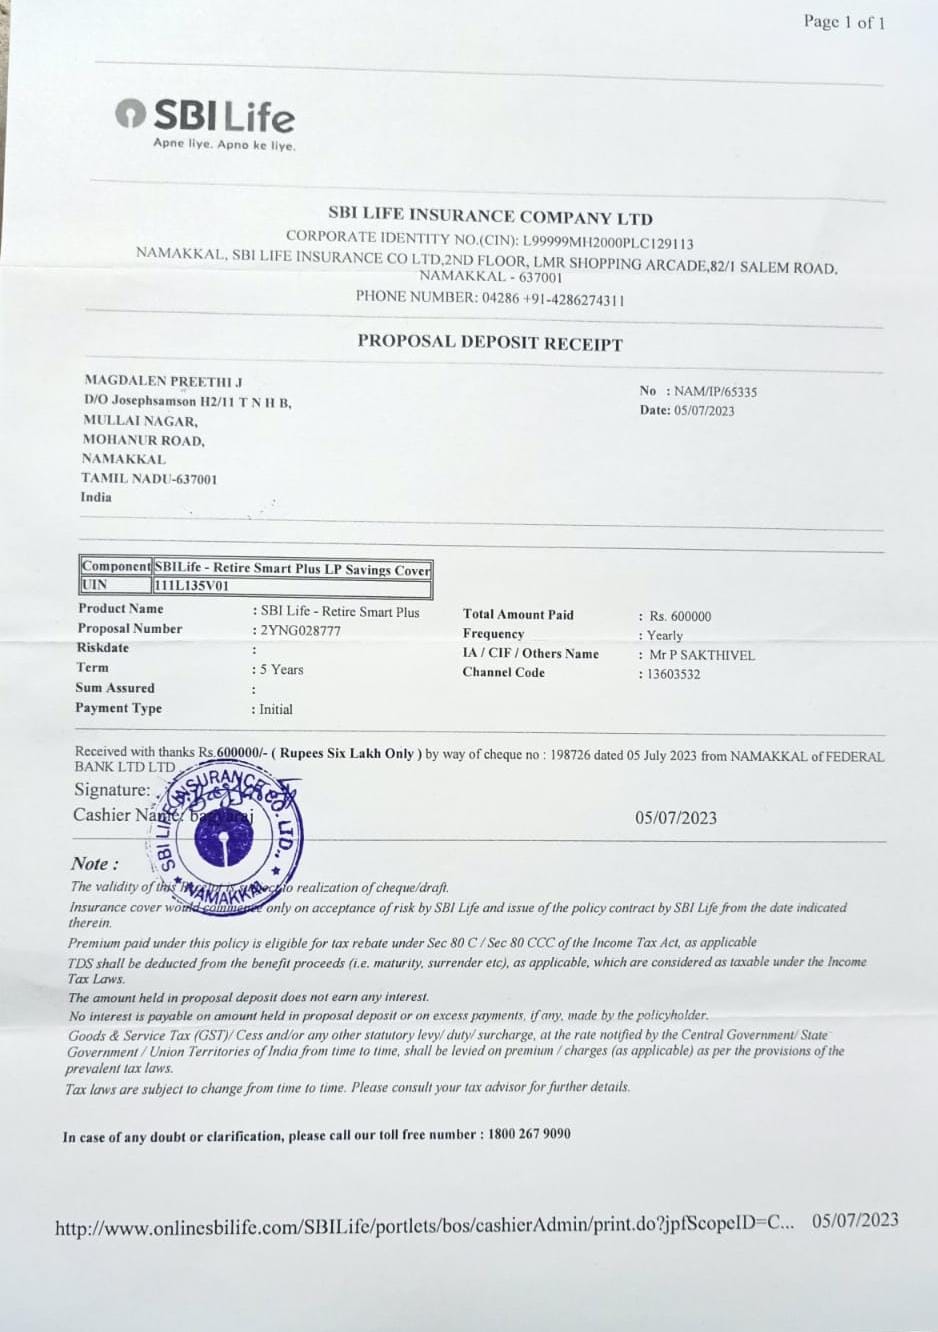 Page 1 of 1
SBI Life
Apne liye. Apno ke liye.
SBI LIFE INSURANCE COMPANY LTD
CORPORATE IDENTITY NO.(CIN): L99999MH2000PLC129113
NAMAKKAL, SBI LIFE INSURANCE CO LTD,2ND FLOOR, LMR SHOPPING ARCADE,82/1 SALEM ROAD.
NAMAKKAL - 637001
PHONE NUMBER: 04286 +91-4286274311
PROPOSAL DEPOSIT RECEIPT
MAGDALEN PREETHI J
D/O Josephsamson H2/11 T N H B,
MULLAI NAGAR,
MOHANUR ROAD,
NAMAKKAL
TAMIL NADU-637001
India
No : NAM/IP/65335
Date: 05/07/2023
Component SBILife - Retire Smart Plus LP Savings Cover
UIN 111L135V01
Product Name : SBI Life - Retire Smart Plus
Proposal Number : 2YNG028777
Riskdate :
Term : 5 Years
Sum Assured :
Payment Type : Initial
Total Amount Paid : Rs. 600000
Frequency : Yearly
IA / CIF / Others Name : Mr P SAKTHIVEL
Channel Code : 13603532
Received with thanks Rs.600000/- ( Rupees Six Lakh Only ) by way of cheque no : 198726 dated 05 July 2023 from NAMAKKAL of FEDERAL
BANK LTD LTD
Signature:
Cashier Name: 05/07/2023
SBI LIFE INSURANCE CO. LTD., * NAMAKKAL *
Note :
The validity of this to realization of cheque/draft.
Insurance cover would commence only on acceptance of risk by SBI Life and issue of the policy contract by SBI Life from the date indicated
therein.
Premium paid under this policy is eligible for tax rebate under Sec 80 C / Sec 80 CCC of the Income Tax Act, as applicable
TDS shall be deducted from the benefit proceeds (i.e. maturity, surrender etc), as applicable, which are considered as taxable under the Income
Tax Laws.
The amount held in proposal deposit does not earn any interest.
No interest is payable on amount held in proposal deposit or on excess payments, if any, made by the policyholder.
Goods & Service Tax (GST)/ Cess and/or any other statutory levy/ duty/ surcharge, at the rate notified by the Central Government/ State
Government / Union Territories of India from time to time, shall be levied on premium / charges (as applicable) as per the provisions of the
prevalent tax laws.
Tax laws are subject to change from time to time. Please consult your tax advisor for further details.
In case of any doubt or clarification, please call our toll free number : 1800 267 9090
http://www.onlinesbilife.com/SBILife/portlets/bos/cashierAdmin/print.do?jpfScopeID=C... 05/07/2023